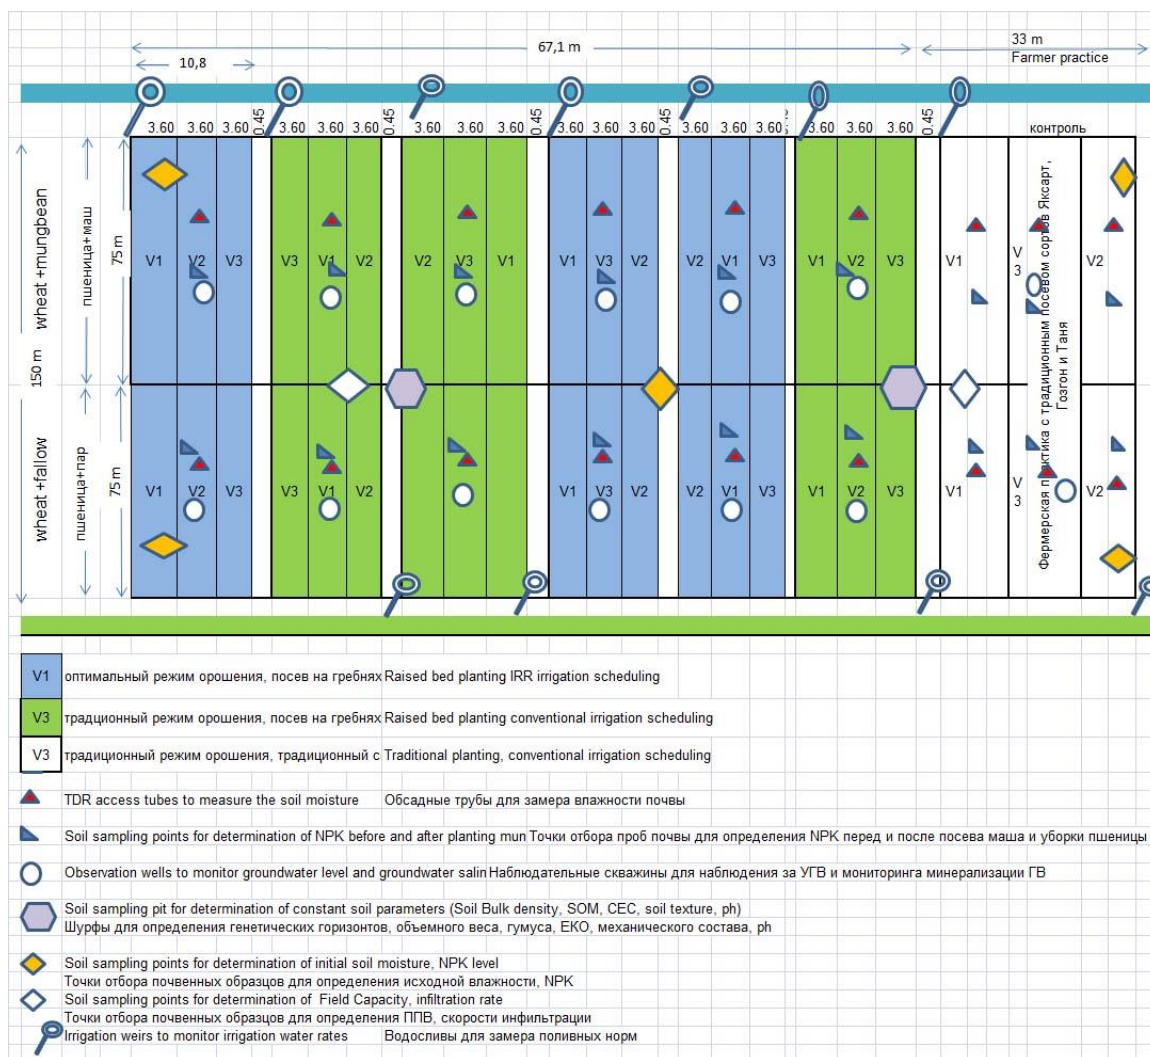 67,1 m
33 m
Farmer practice
10,8
3.60 3.60 3.60 0.45 3.60 3.60 3.60 0.45 3.60 3.60 3.60 0.45 3.60 3.60 3.60 0.45 3.60 3.60 3.60 3.60 3.60 3.60 0.45
контроль
wheat +mungbean
пшеница+маш
75 m
150 m
V1 V2 V3 V3 V1 V2 V2 V3 V1 V1 V3 V2 V2 V1 V3 V1 V2 V3 V1 V3 V2
Фермерская практика с традиционным посевом сортов Яксарт,
Гозгон и Таня
wheat +fallow
пшеница+пар
75 m
V1 V2 V3 V3 V1 V2 V2 V3 V1 V1 V3 V2 V2 V1 V3 V1 V2 V3 V1 V3 V2
V1 оптимальный режим орошения, посев на гребнях Raised bed planting IRR irrigation scheduling
V3 традционный режим орошения, посев на гребнях Raised bed planting conventional irrigation scheduling
V3 традиционный режим орошения, традиционный с Traditional planting, conventional irrigation scheduling
TDR access tubes to measure the soil moisture Обсадные трубы для замера влажности почвы
Soil sampling points for determination of NPK before and after planting mun Точки отбора проб почвы для определения NPK перед и после посева маша и уборки пшеницы
Observation wells to monitor groundwater level and groundwater salin Наблюдательные скважины для наблюдения за УГВ и мониторинга минерализации ГВ
Soil sampling pit for determination of constant soil parameters (Soil Bulk density, SOM, CEC, soil texture, ph)
Шурфы для определения генетических горизонтов, объемного веса, гумуса, ЕКО, механического состава, ph
Soil sampling points for determination of initial soil moisture, NPK level
Точки отбора почвенных образцов для определения исходной влажности, NPK
Soil sampling points for determination of Field Capacity, infiltration rate
Точки отбора почвенных образцов для определения ППВ, скорости инфильтрации
Irrigation weirs to monitor irrigation water rates Водосливы для замера поливных норм